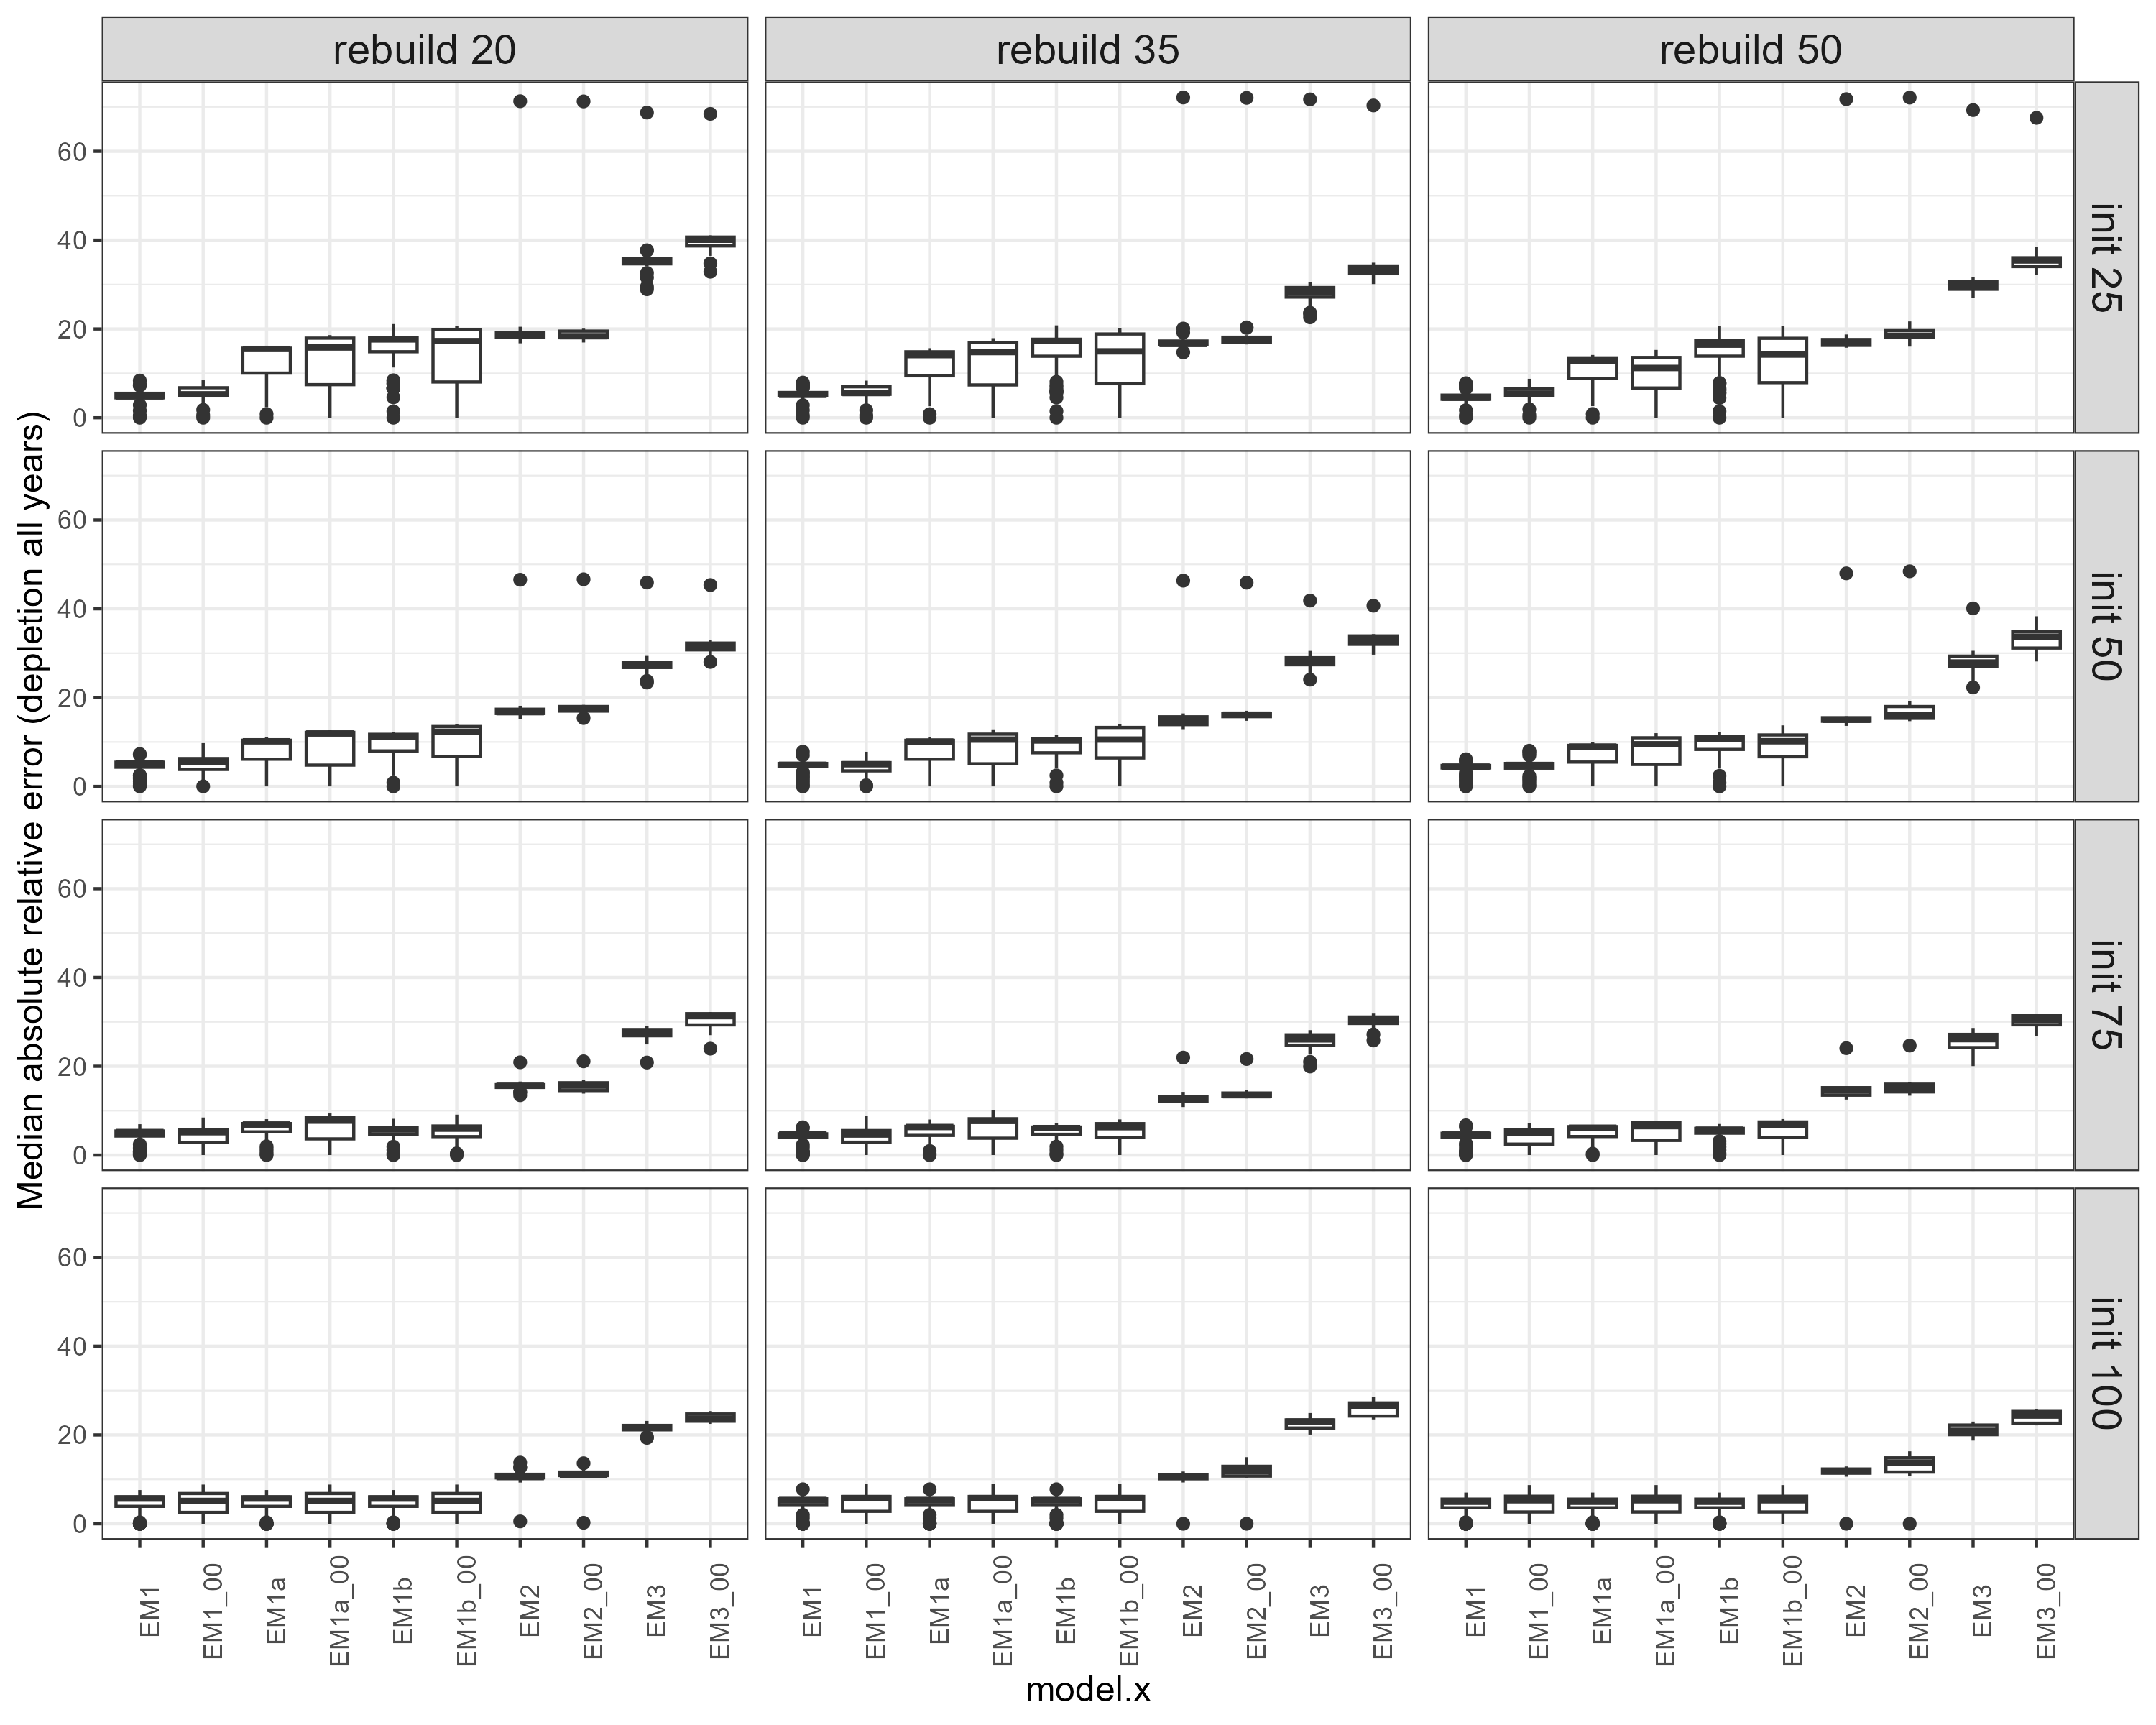 rebuild 20
rebuild 35
rebuild 50
Median absolute relative error (depletion all years)
60
40
20
0
init 25
60
40
20
0
init 50
60
40
20
0
init 75
60
40
20
0
init 100
EM1
EM1_00
EM1a
EM1a_00
EM1b
EM1b_00
EM2
EM2_00
EM3
EM3_00
EM1
EM1_00
EM1a
EM1a_00
EM1b
EM1b_00
EM2
EM2_00
EM3
EM3_00
EM1
EM1_00
EM1a
EM1a_00
EM1b
EM1b_00
EM2
EM2_00
EM3
EM3_00
model.x